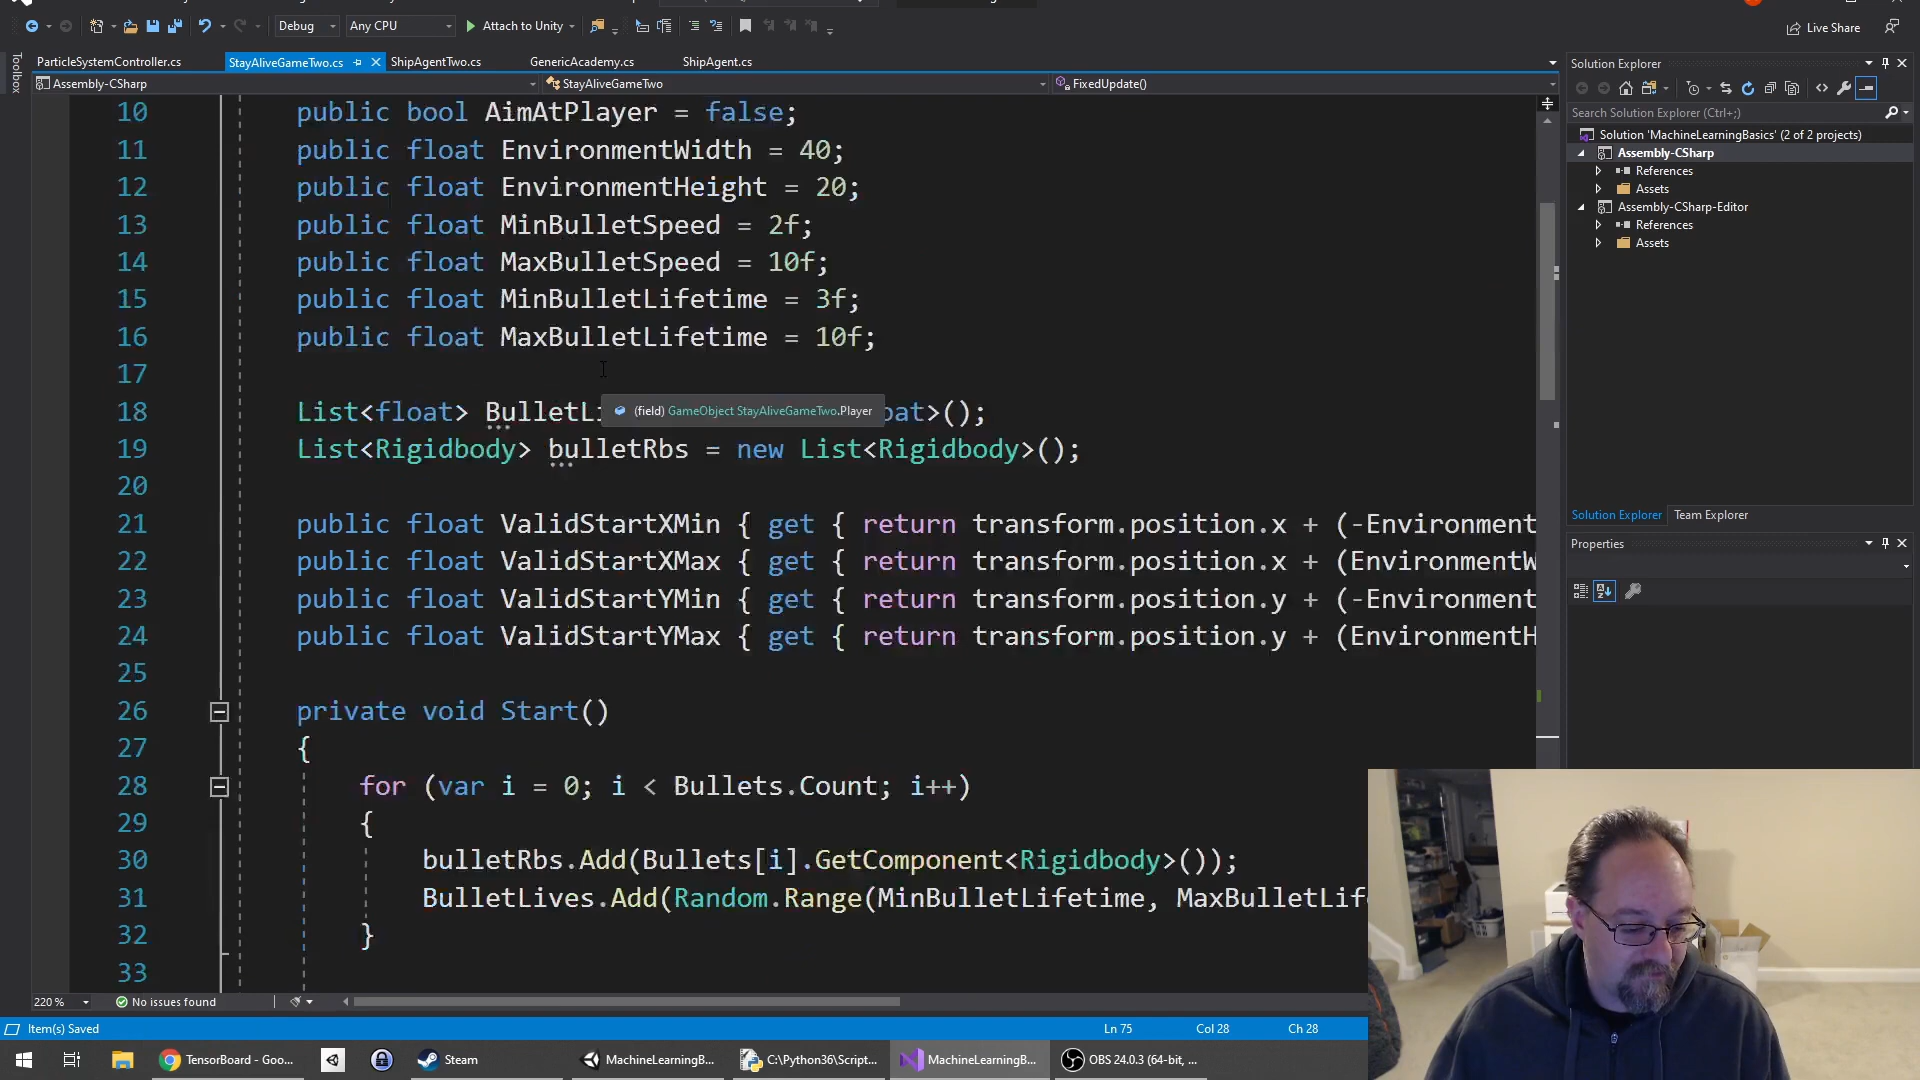 Debug
Any CPU
Attach to Unity
Live Share
ParticleSystemController.cs
StayAliveGameTwo.cs
ShipAgentTwo.cs
GenericAcademy.cs
ShipAgent.cs
Assembly-CSharp
StayAliveGameTwo
FixedUpdate()
Toolbox
10 public bool AimAtPlayer = false;
11 public float EnvironmentWidth = 40;
12 public float EnvironmentHeight = 20;
13 public float MinBulletSpeed = 2f;
14 public float MaxBulletSpeed = 10f;
15 public float MinBulletLifetime = 3f;
16 public float MaxBulletLifetime = 10f;
17
18 List<float> BulletLi oat>();
(field) GameObject StayAliveGameTwo.Player
19 List<Rigidbody> bulletRbs = new List<Rigidbody>();
20
21 public float ValidStartXMin { get { return transform.position.x + (-Environment
22 public float ValidStartXMax { get { return transform.position.x + (EnvironmentW
23 public float ValidStartYMin { get { return transform.position.y + (-Environment
24 public float ValidStartYMax { get { return transform.position.y + (EnvironmentH
25
26 private void Start()
27 {
28 for (var i = 0; i < Bullets.Count; i++)
29 {
30 bulletRbs.Add(Bullets[i].GetComponent<Rigidbody>());
31 BulletLives.Add(Random.Range(MinBulletLifetime, MaxBulletLif
32 }
33
220 %
No issues found
Item(s) Saved
Ln 75
Col 28
Ch 28
Solution Explorer
Search Solution Explorer (Ctrl+;)
Solution 'MachineLearningBasics' (2 of 2 projects)
Assembly-CSharp
References
Assets
Assembly-CSharp-Editor
References
Assets
Solution Explorer
Team Explorer
Properties
TensorBoard - Goo...
Steam
MachineLearningB...
C:\Python36\Script...
MachineLearningB...
OBS 24.0.3 (64-bit, ...